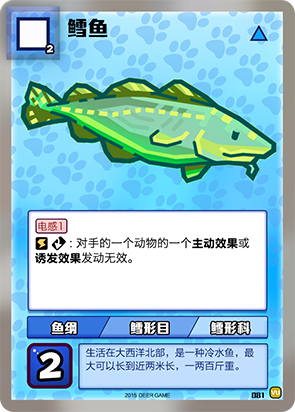 2
鳕鱼
电感1
：对手的一个动物的一个主动效果或
诱发效果发动无效。
鱼纲 鳕形目 鳕形科
2
生活在大西洋北部，是一种冷水鱼，最
大可以长到近两米长，一两百斤重。
2015 DEER GAME
081 VU